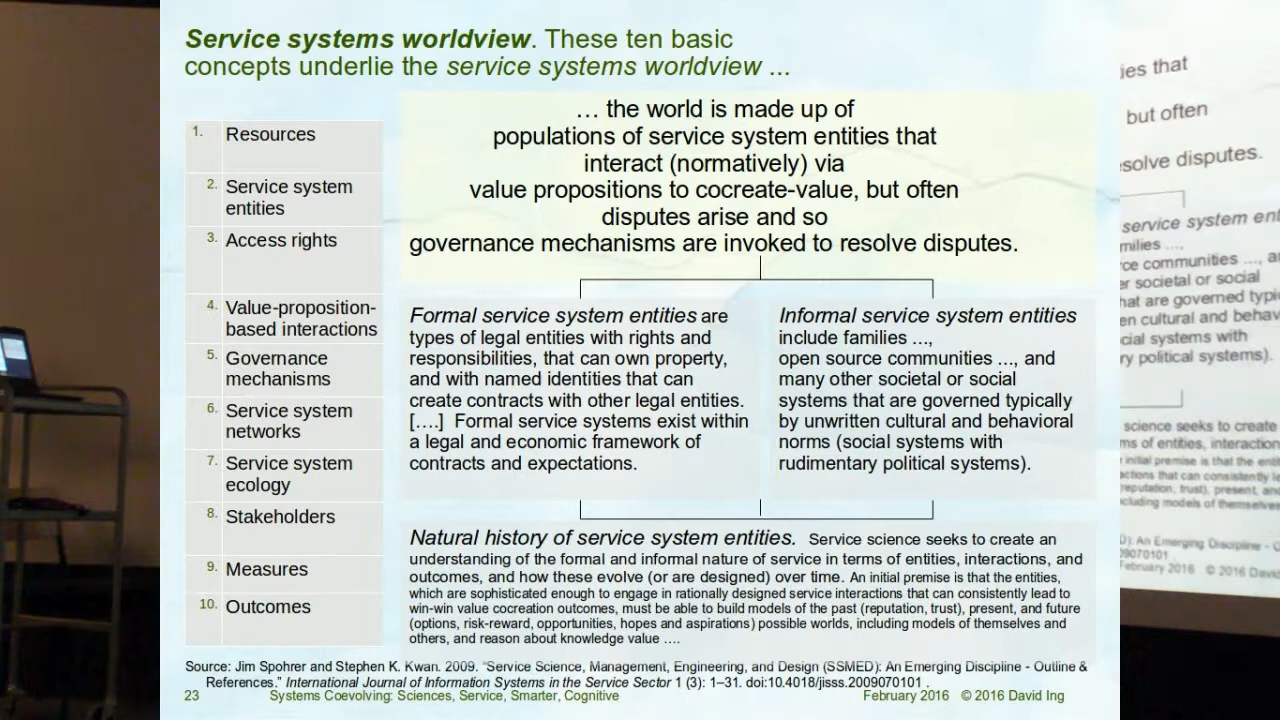 Service systems worldview. These ten basic
concepts underlie the service systems worldview ...
1. Resources
2. Service system
entities
3. Access rights
4. Value-proposition-
based interactions
5. Governance
mechanisms
6. Service system
networks
7. Service system
ecology
8. Stakeholders
9. Measures
10. Outcomes
… the world is made up of
populations of service system entities that
interact (normatively) via
value propositions to cocreate-value, but often
disputes arise and so
governance mechanisms are invoked to resolve disputes.
Formal service system entities are
types of legal entities with rights and
responsibilities, that can own property,
and with named identities that can
create contracts with other legal entities.
[….] Formal service systems exist within
a legal and economic framework of
contracts and expectations.
Informal service system entities
include families ...,
open source communities ..., and
many other societal or social
systems that are governed typically
by unwritten cultural and behavioral
norms (social systems with
rudimentary political systems).
Natural history of service system entities. Service science seeks to create an
understanding of the formal and informal nature of service in terms of entities, interactions, and
outcomes, and how these evolve (or are designed) over time. An initial premise is that the entities,
which are sophisticated enough to engage in rationally designed service interactions that can consistently lead to
win-win value cocreation outcomes, must be able to build models of the past (reputation, trust), present, and future
(options, risk-reward, opportunities, hopes and aspirations) possible worlds, including models of themselves and
others, and reason about knowledge value ….
Source: Jim Spohrer and Stephen K. Kwan. 2009. “Service Science, Management, Engineering, and Design (SSMED): An Emerging Discipline - Outline &
References.” International Journal of Information Systems in the Service Sector 1 (3): 1–31. doi:10.4018/jisss.2009070101 .
23 Systems Coevolving: Sciences, Service, Smarter, Cognitive February 2016 © 2016 David Ing
that
but often
disputes.
service system
communities ...,
societal or social
that are governed
cultural and
systems with
political systems).
science seeks to create
of entities,
initial premise is that the
that can consistently
trust), present,
models of
An Emerging
February 2016 © 2016